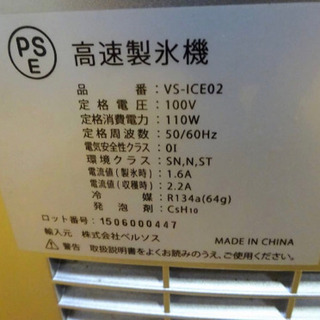 PS
E
高速製氷機
品番：VS-ICE02
定格電圧：100V
定格消費電力：110W
定格周波数：50/60Hz
電気安全性クラス：0I
環境クラス：SN,N,ST
電流値(製氷時)：1.6A
電流値(収穫時)：2.2A
冷媒：R134a(64g)
発泡剤：C5H10
ロット番号：1506000447
輸入元：株式会社ベルソス
MADE IN CHINA
⚠警告 取扱説明書をよくお読みのうえ、ご使用ください。